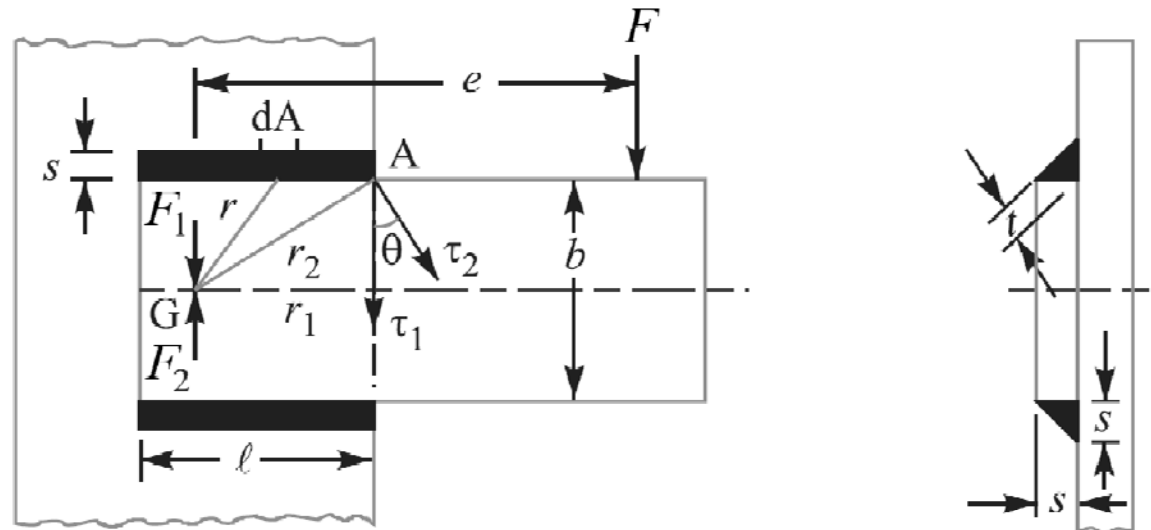 F
e
dA
s
A
F₁
r
θ
τ₂
b
r₂
G
r₁
τ₁
F₂
ℓ
t
s
s